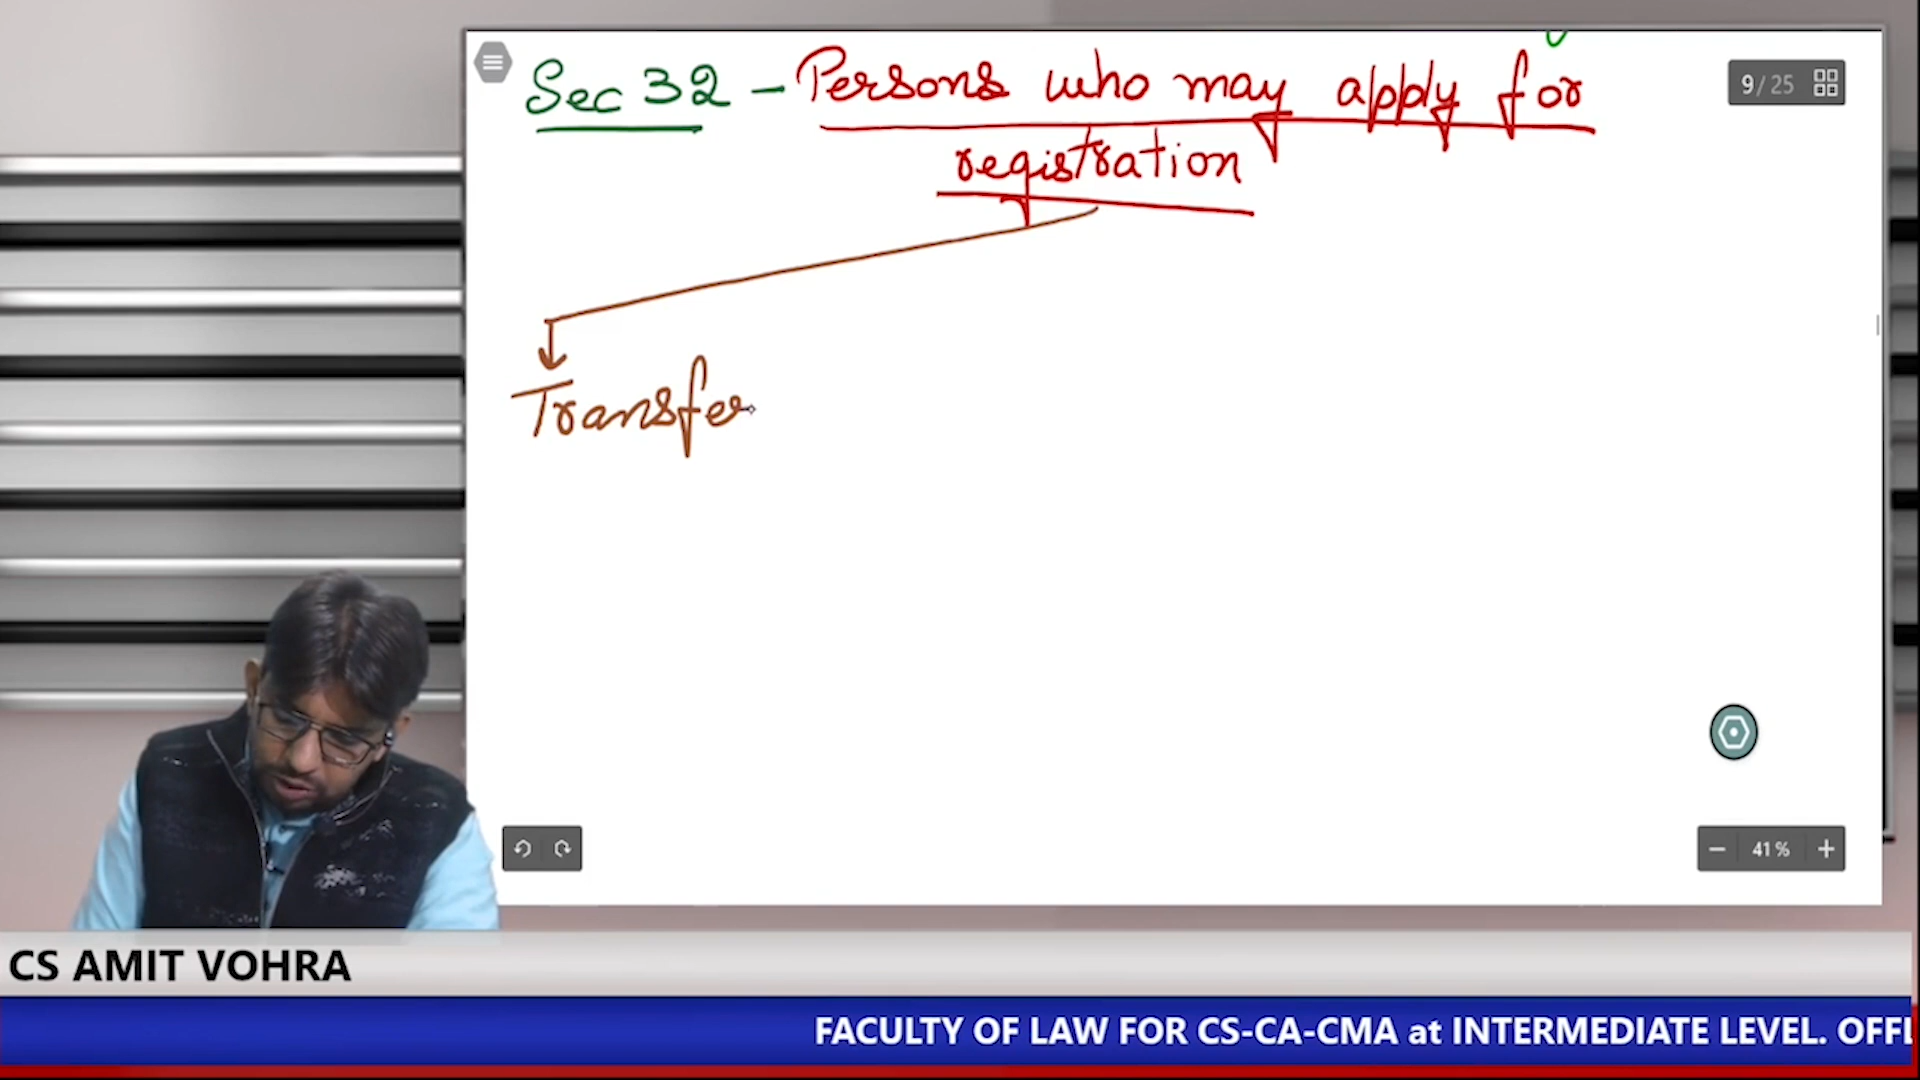 Sec 32 - Persons who may apply for
registration
9 / 25
Transfer
41 %
CS AMIT VOHRA
FACULTY OF LAW FOR CS-CA-CMA at INTERMEDIATE LEVEL. OFFL